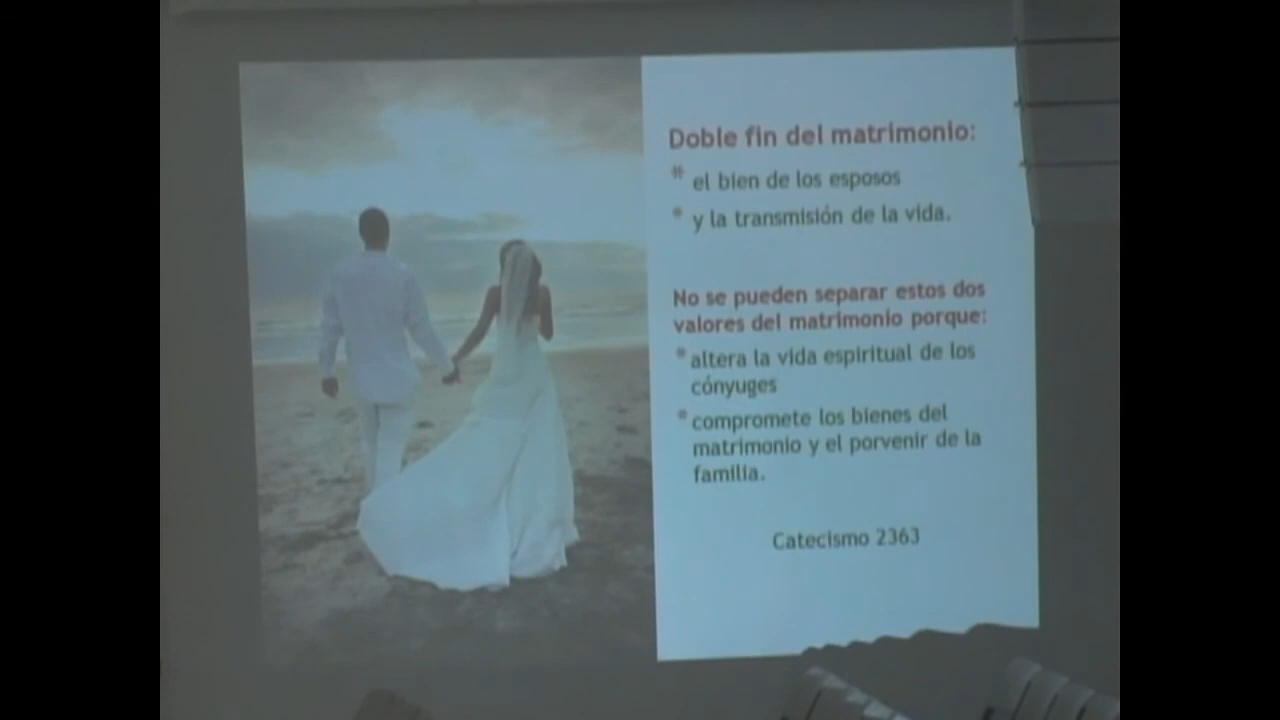 Doble fin del matrimonio:
* el bien de los esposos
* y la transmisión de la vida.
No se pueden separar estos dos
valores del matrimonio porque:
* altera la vida espiritual de los
cónyuges
* compromete los bienes del
matrimonio y el porvenir de la
familia.
Catecismo 2363